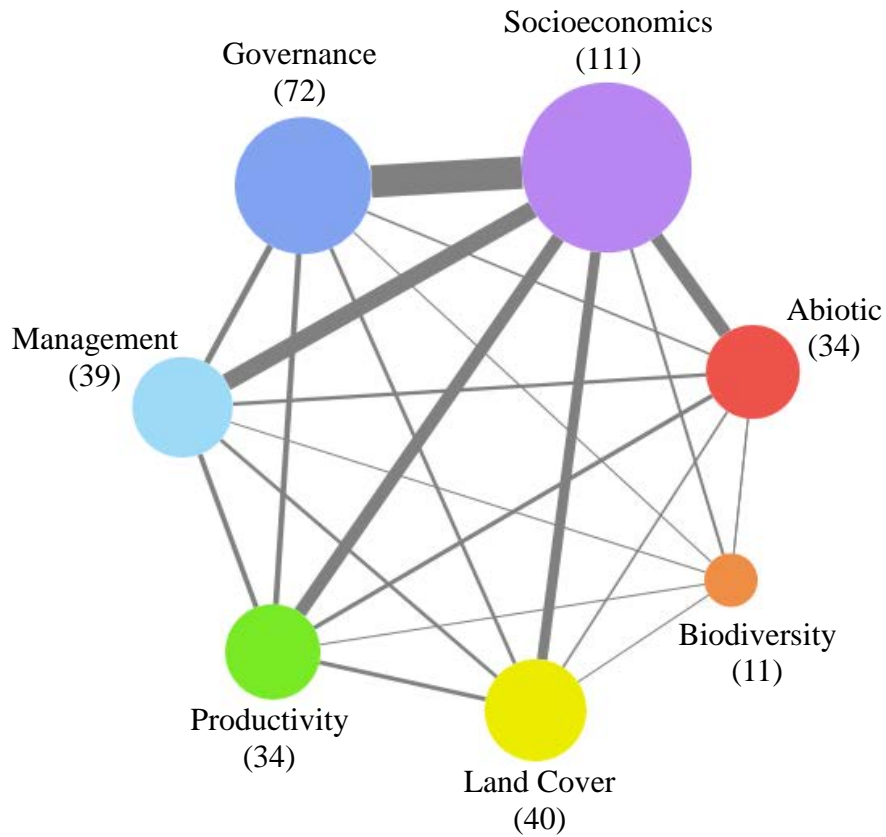 Socioeconomics
(111)
Governance
(72)
Abiotic
(34)
Management
(39)
Biodiversity
(11)
Productivity
(34)
Land Cover
(40)